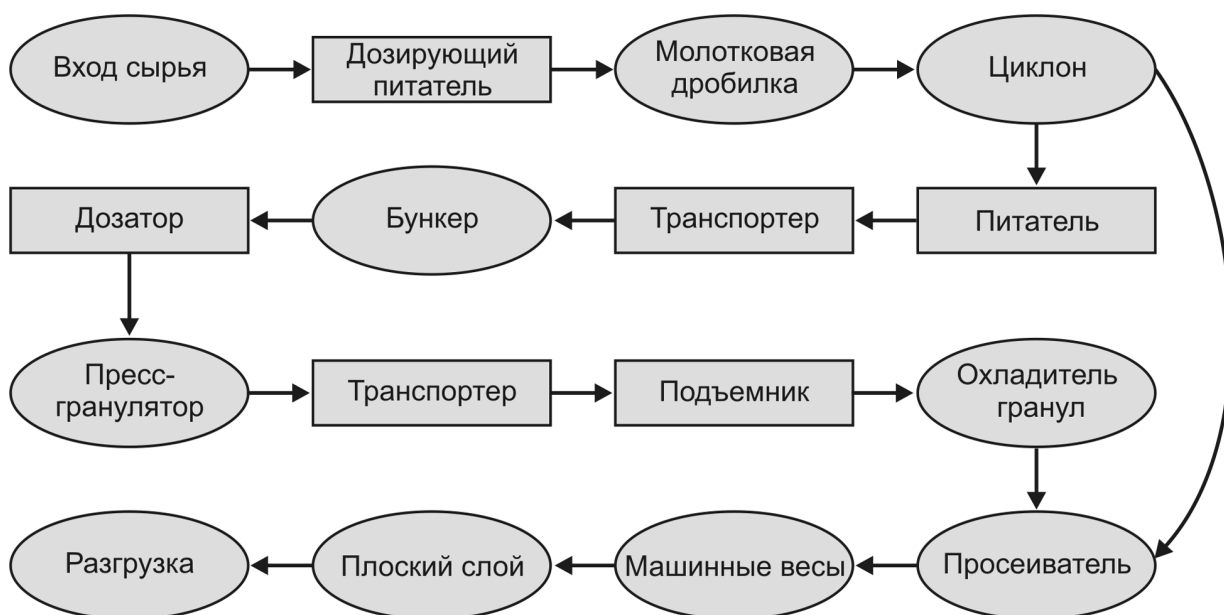 Вход сырья
Дозирующий
питатель
Молотковая
дробилка
Циклон
Дозатор
Бункер
Транспортер
Питатель
Пресс-
гранулятор
Транспортер
Подъемник
Охладитель
гранул
Разгрузка
Плоский слой
Машинные весы
Просеиватель